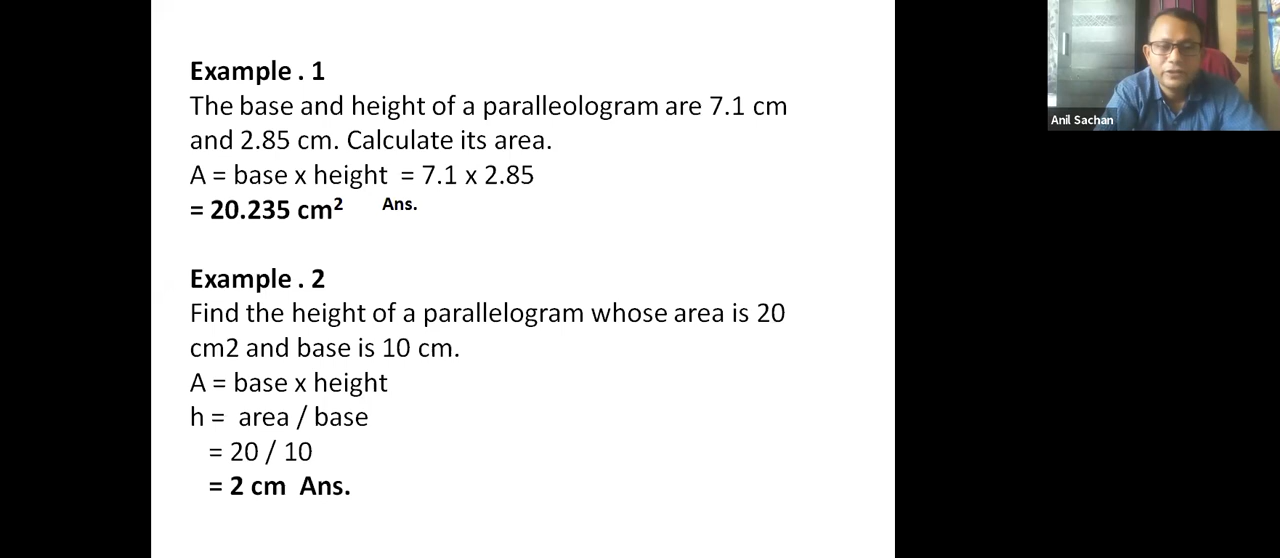 Example . 1
The base and height of a paralleologram are 7.1 cm
and 2.85 cm. Calculate its area.
A = base x height  = 7.1 x 2.85
= 20.235 cm²  Ans.
Example . 2
Find the height of a parallelogram whose area is 20
cm2 and base is 10 cm.
A = base x height
h =  area / base
= 20 / 10
= 2 cm  Ans.
Anil Sachan